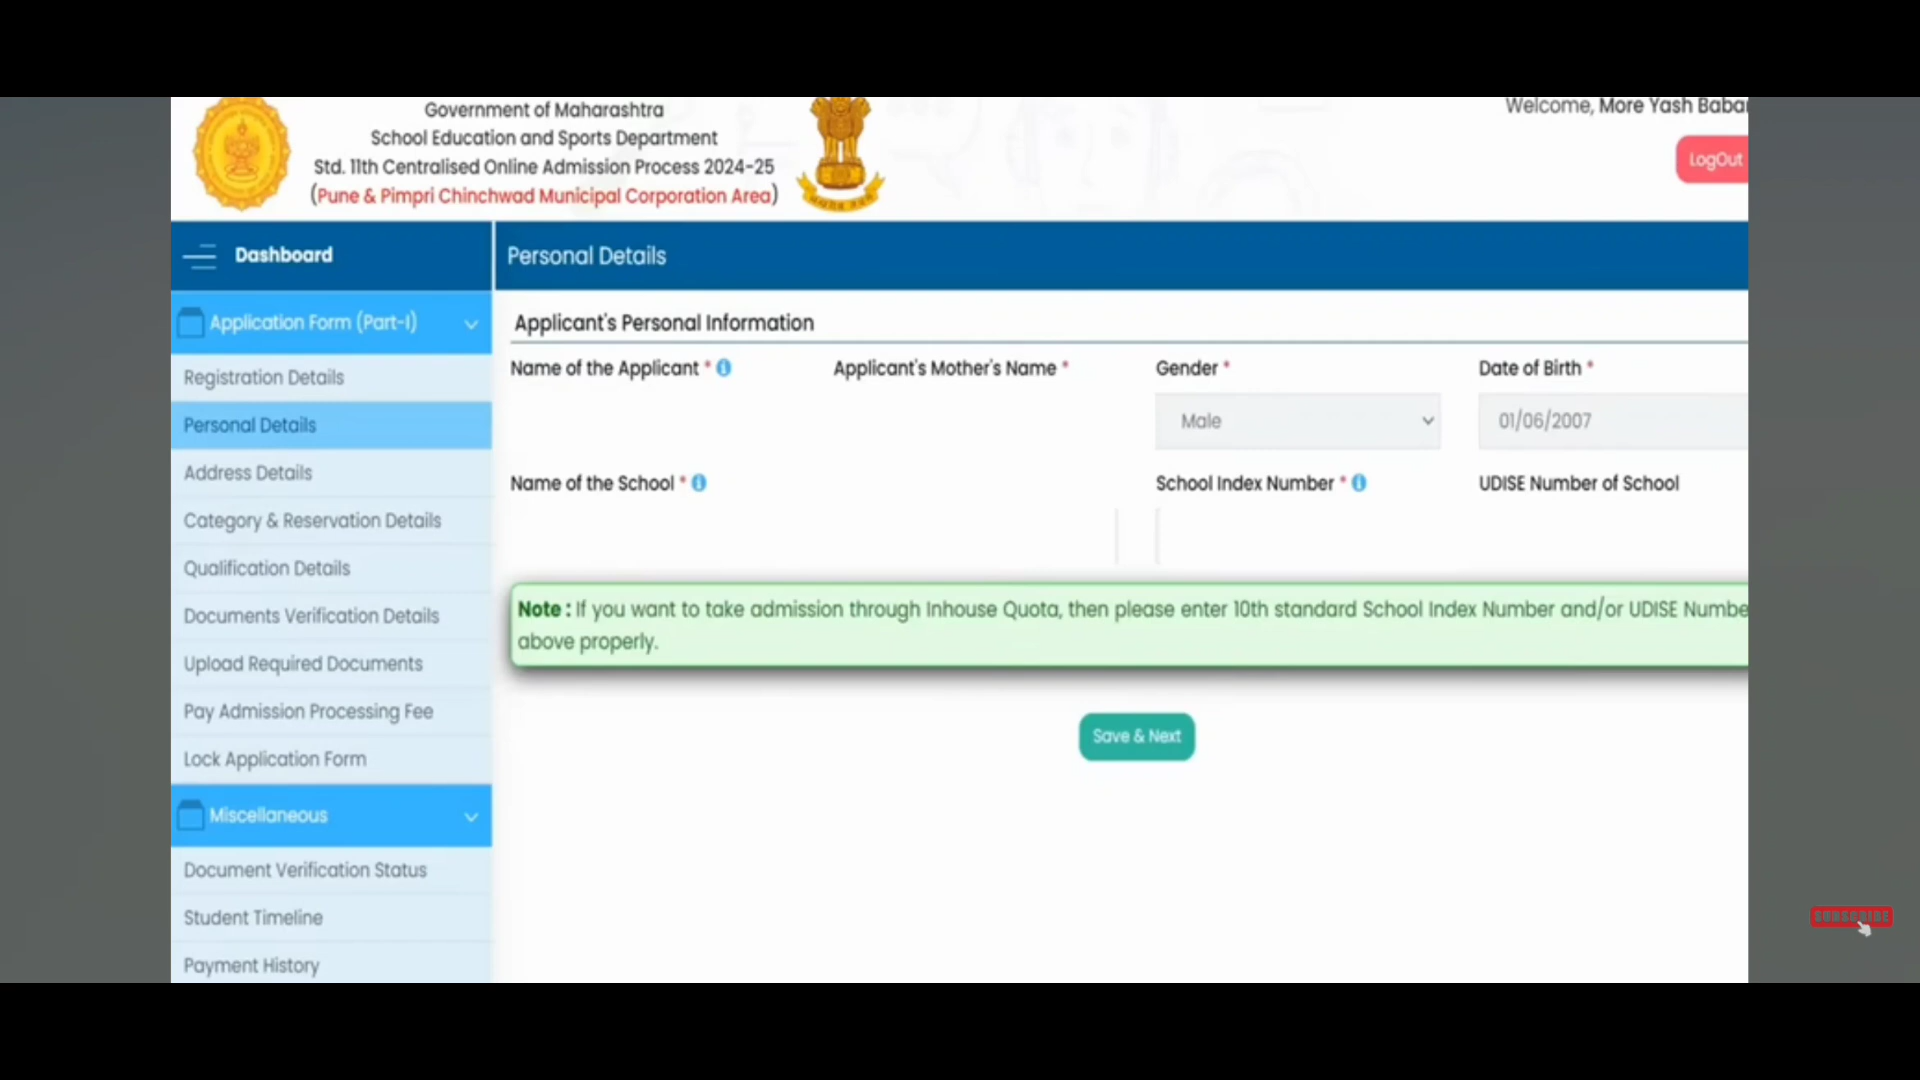 Government of Maharashtra
School Education and Sports Department
Std. 11th Centralised Online Admission Process 2024-25
(Pune & Pimpri Chinchwad Municipal Corporation Area)
Welcome, More Yash Baba
LogOut
Dashboard
Personal Details
Application Form (Part-I)
Registration Details
Personal Details
Address Details
Category & Reservation Details
Qualification Details
Documents Verification Details
Upload Required Documents
Pay Admission Processing Fee
Lock Application Form
Miscellaneous
Document Verification Status
Student Timeline
Payment History
Applicant's Personal Information
Name of the Applicant *
Applicant's Mother's Name *
Gender *
Date of Birth *
Male
01/06/2007
Name of the School *
School Index Number *
UDISE Number of School
Note : If you want to take admission through Inhouse Quota, then please enter 10th standard School Index Number and/or UDISE Numbe
above properly.
Save & Next
SUBSCRIBE